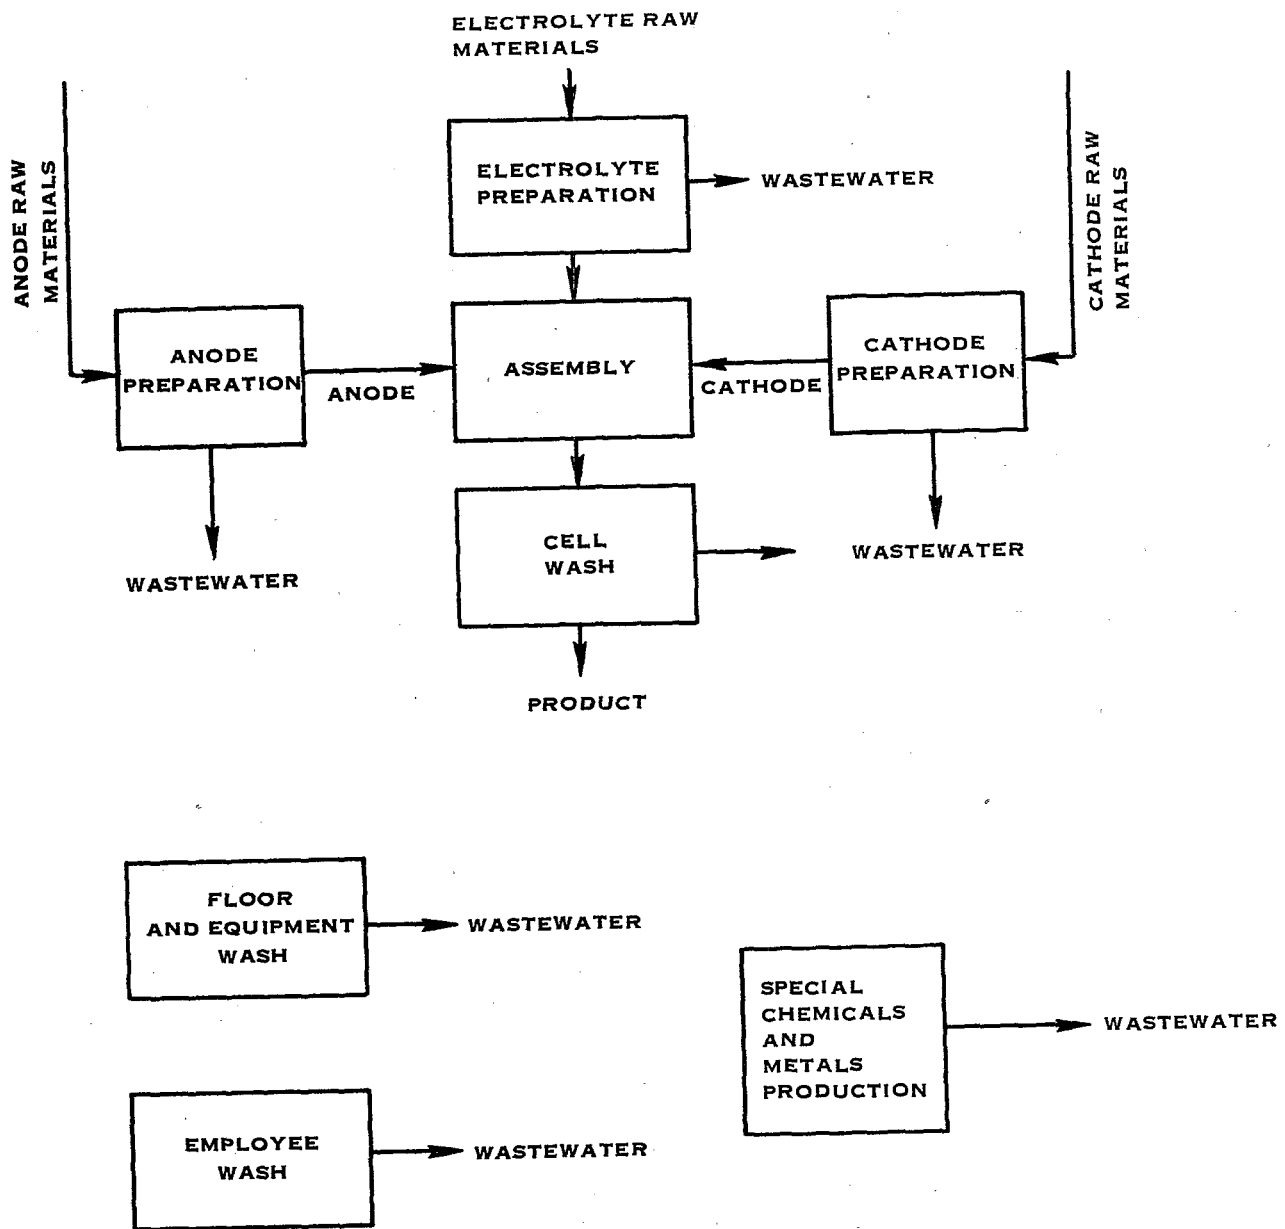 ELECTROLYTE RAW
MATERIALS
ANODE RAW
MATERIALS
CATHODE RAW
MATERIALS
ELECTROLYTE
PREPARATION
WASTEWATER
ANODE
PREPARATION
ANODE
ASSEMBLY
CATHODE
CATHODE
PREPARATION
WASTEWATER
CELL
WASH
WASTEWATER
PRODUCT
FLOOR
AND EQUIPMENT
WASH
WASTEWATER
SPECIAL
CHEMICALS
AND
METALS
PRODUCTION
WASTEWATER
EMPLOYEE
WASH
WASTEWATER